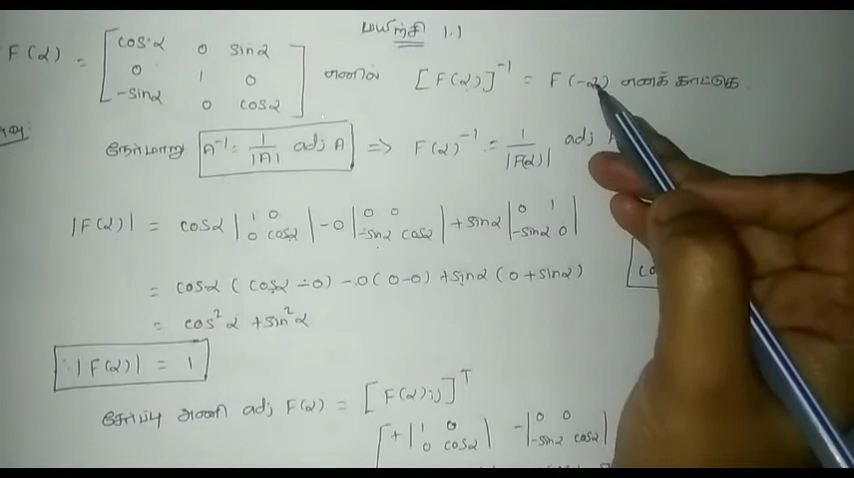 பயிற்சி 1.1
F(α) = [ cos α 0 sin α
0 1 0
-sin α 0 cos α ] எனில் [F(α)]⁻¹ = F(-α) எனக் காட்டுக
நேர்மாறு A⁻¹ = 1/|A| adj A ⇒ F(α)⁻¹ = 1/|F(α)| adj
|F(α)| = cos α |1 0; 0 cos α| - 0 |0 0; -sin α cos α| + sin α |0 1; -sin α 0|
= cos α (cos α - 0) - 0(0-0) + sin α (0 + sin α)
= cos² α + sin² α
∴ |F(α)| = 1
சேர்ப்பு அணி adj F(α) = [F(α)ij]ᵀ
[ + |1 0; 0 cos α| - |0 0; -sin α cos α|